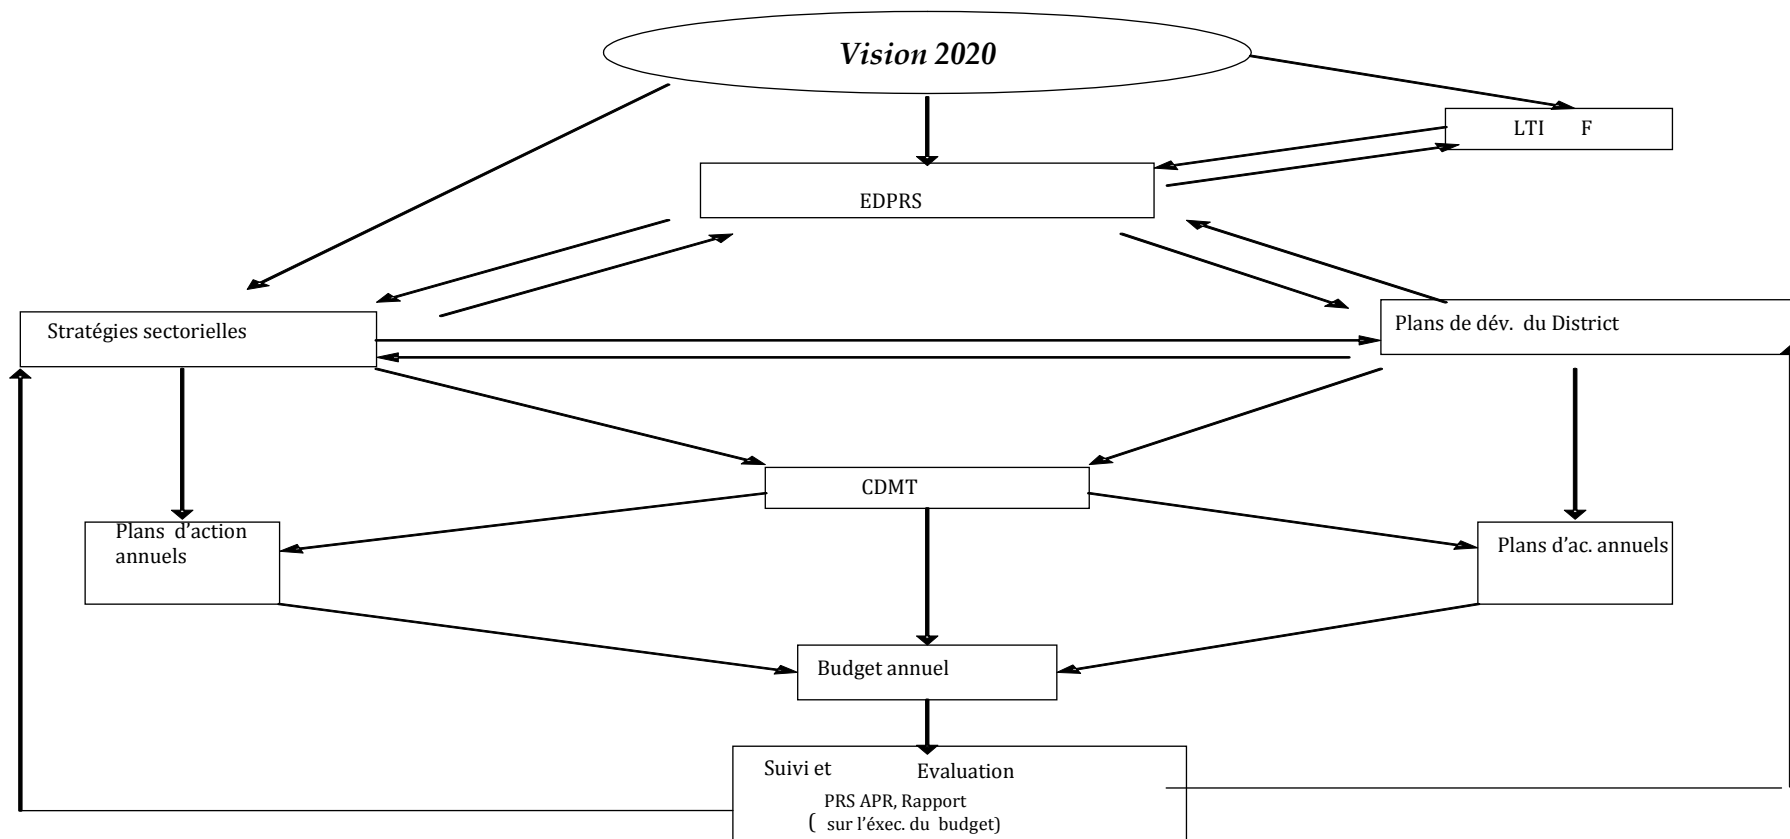 Vision 2020
LTI F
EDPRS
Stratégies sectorielles
Plans de dév. du District
CDMT
Plans d’action
annuels
Plans d’ac. annuels
Budget annuel
Suivi et Evaluation
PRS APR, Rapport
( sur l’éxec. du budget)